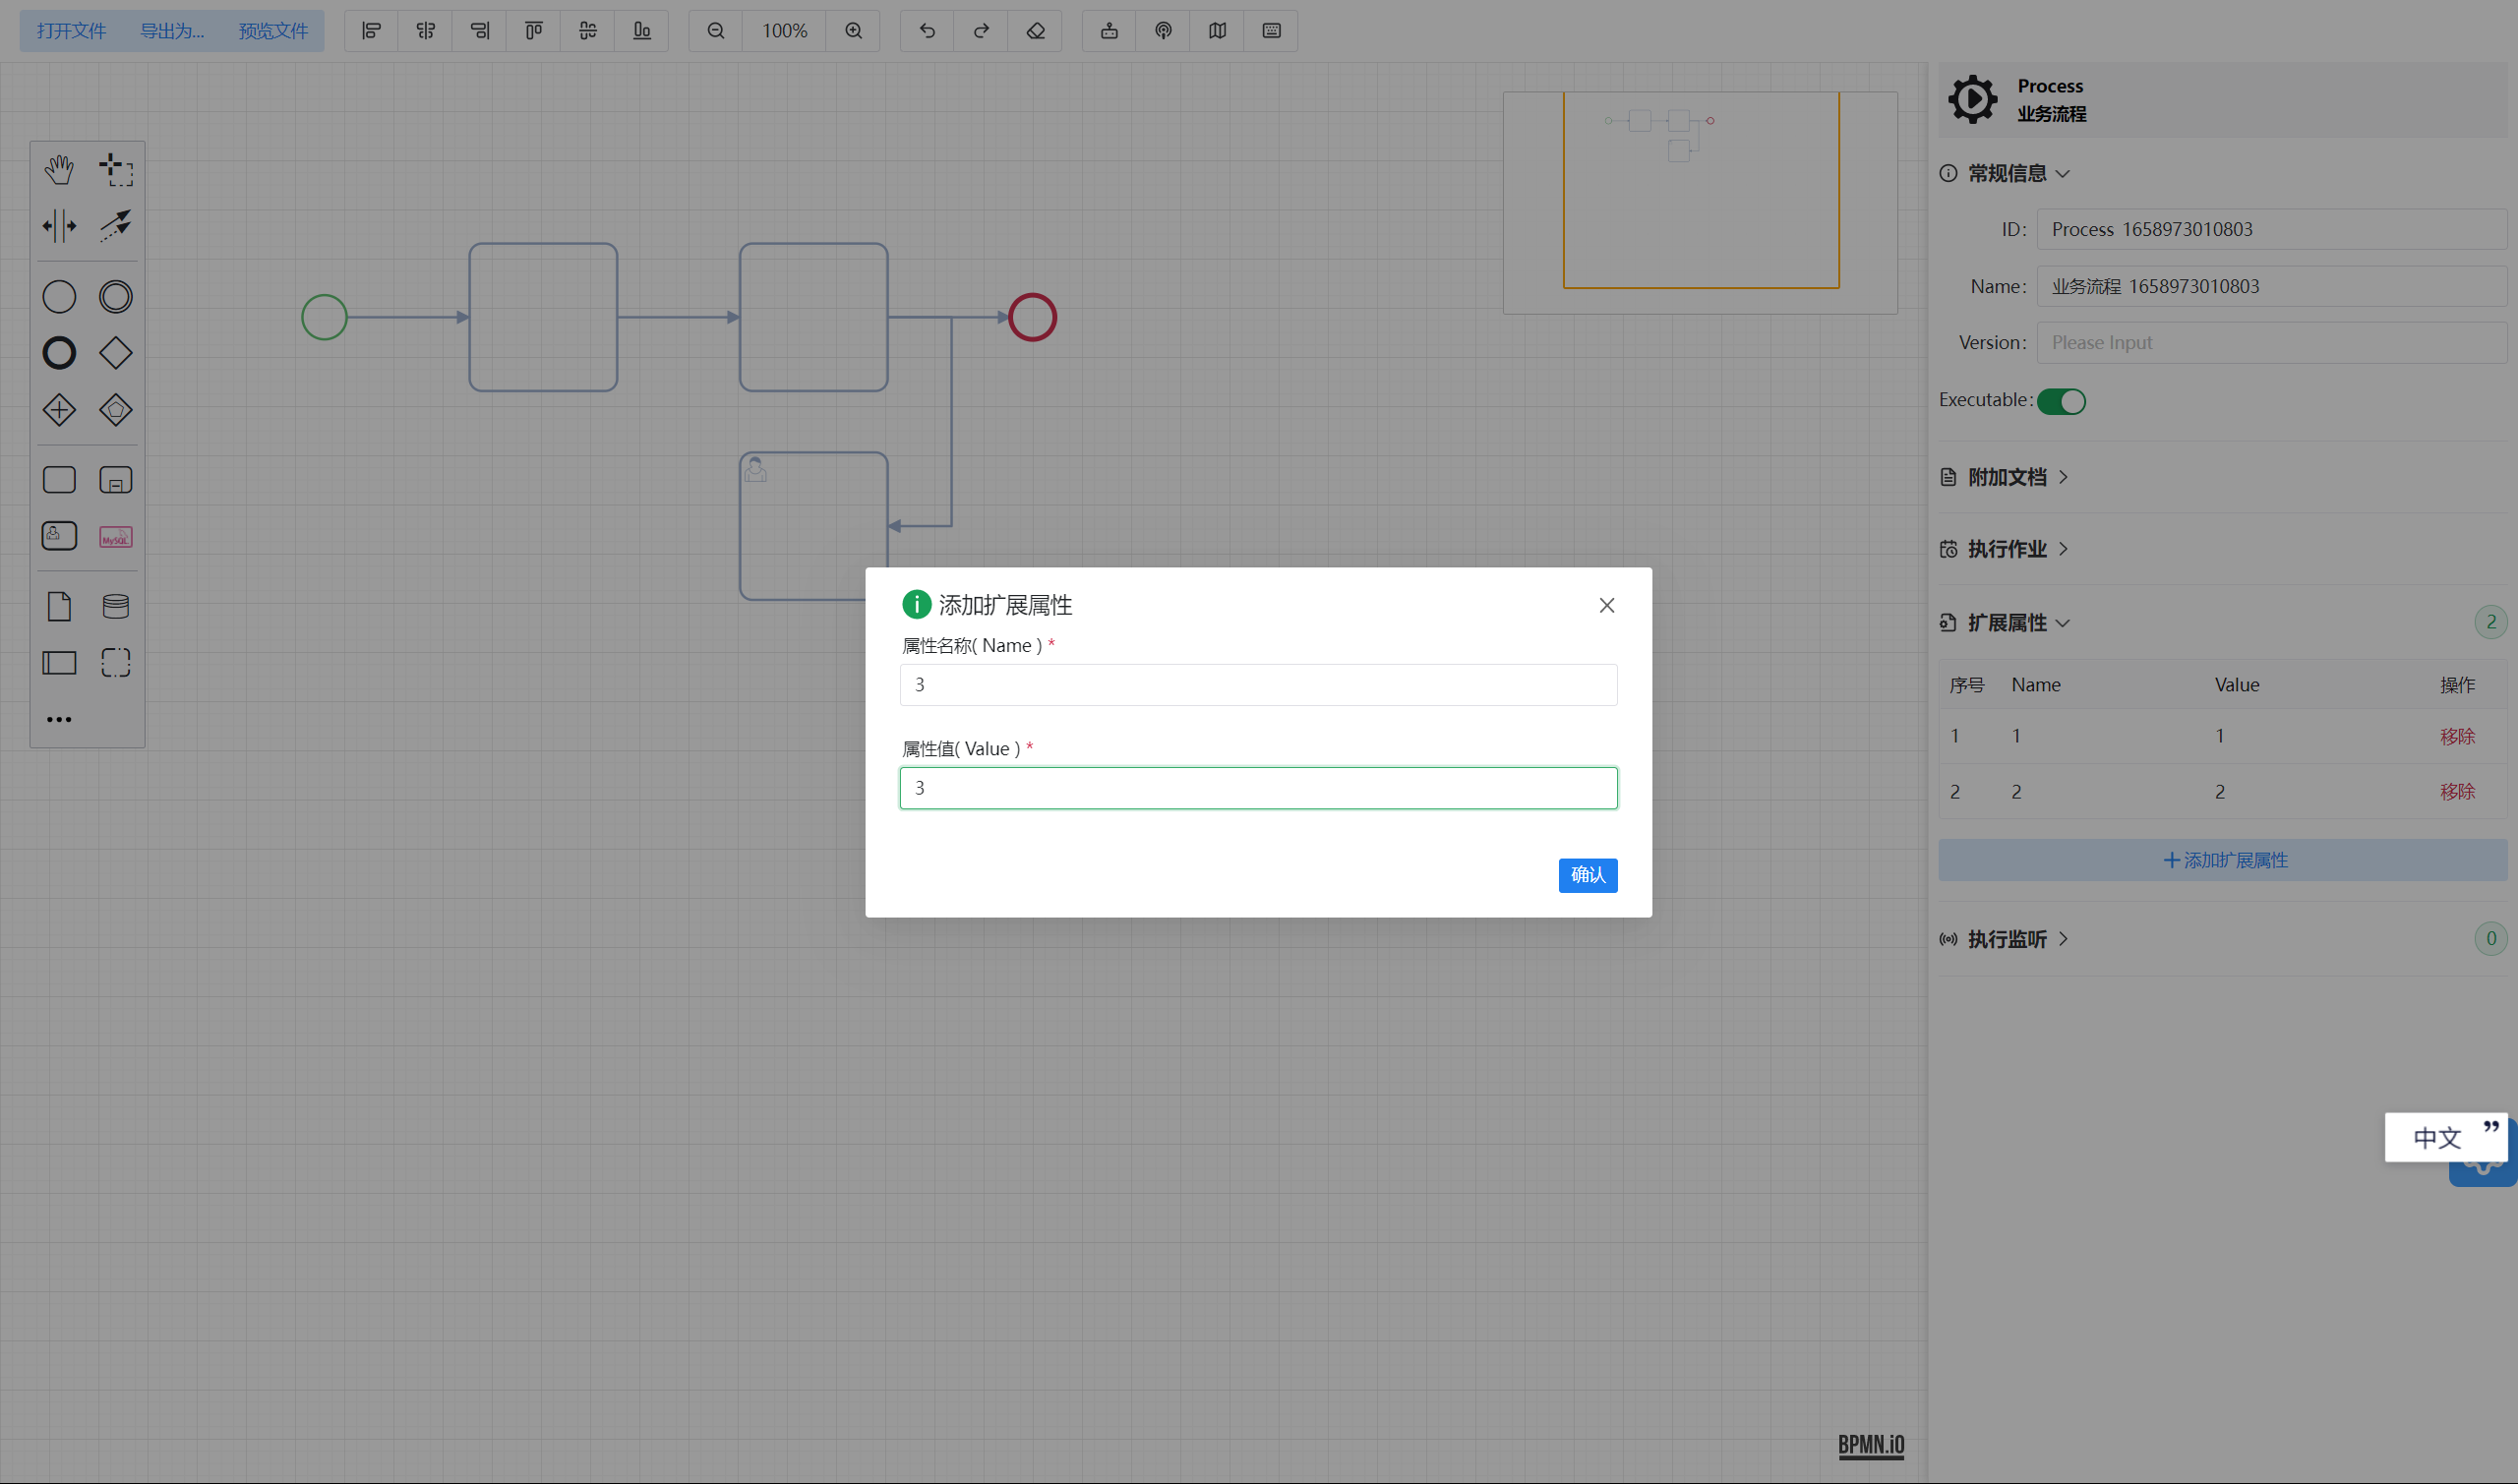 打开文件 导出为... 预览文件 100%
Process
业务流程
常规信息
ID: Process_1658973010803
Name: 业务流程_1658973010803
Version: Please Input
Executable:
附加文档
执行作业
扩展属性 2
序号 Name Value 操作
1 1 1 移除
2 2 2 移除
添加扩展属性
执行监听 0
MySQL
添加扩展属性
属性名称( Name ) *
3
属性值( Value ) *
3
确认
中文 ”
BPMN.iO